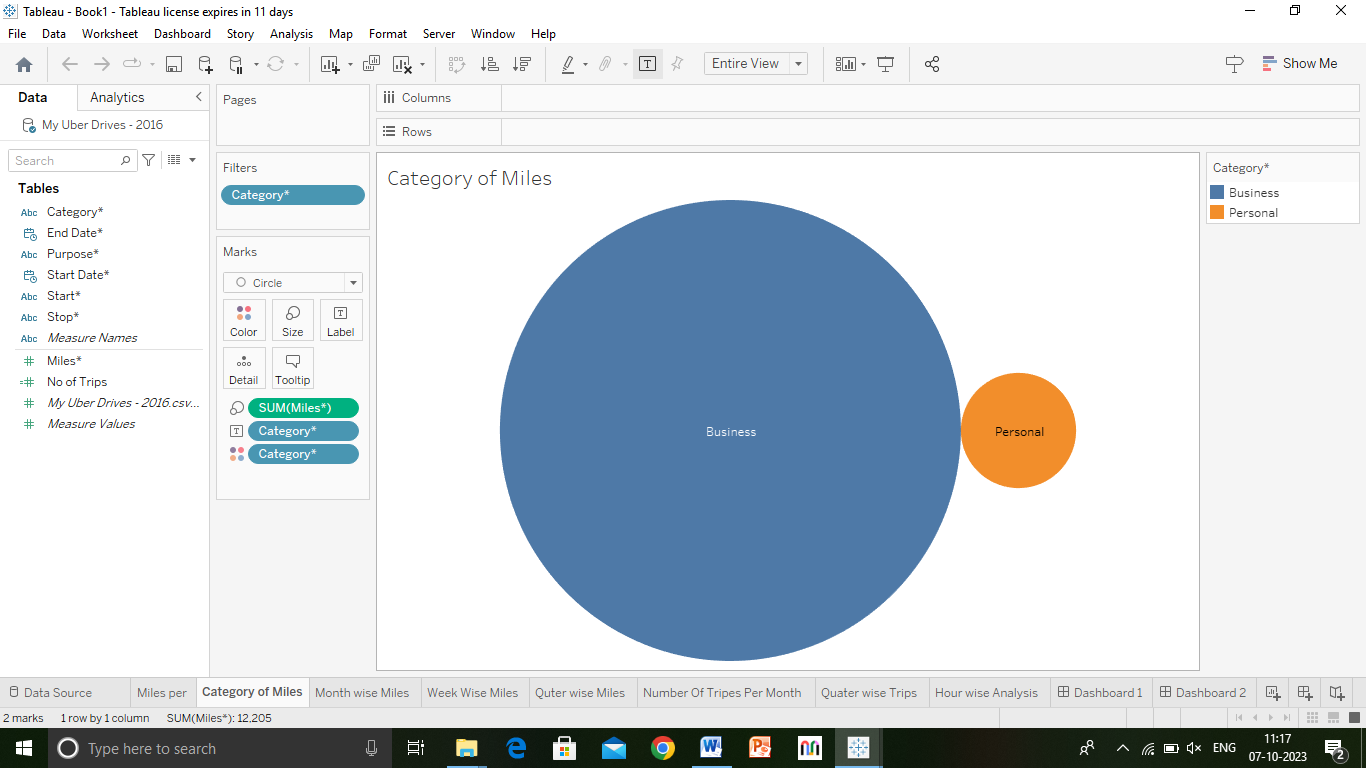 Tableau - Book1 - Tableau license expires in 11 days
File Data Worksheet Dashboard Story Analysis Map Format Server Window Help
Entire View
Show Me
Data Analytics
My Uber Drives - 2016
Search
Tables
Abc Category*
End Date*
Abc Purpose*
Start Date*
Abc Start*
Abc Stop*
Abc Measure Names
# Miles*
=# No of Trips
# My Uber Drives - 2016.csv...
# Measure Values
Pages
Filters
Category*
Marks
Circle
Color Size Label
Detail Tooltip
SUM(Miles*)
Category*
Category*
Columns
Rows
Category of Miles
Business
Personal
Category*
Business
Personal
Data Source Miles per Category of Miles Month wise Miles Week Wise Miles Quter wise Miles Number Of Tripes Per Month Quater wise Trips Hour wise Analysis Dashboard 1 Dashboard 2
2 marks 1 row by 1 column SUM(Miles*): 12,205
Type here to search
ENG
11:17
07-10-2023
2